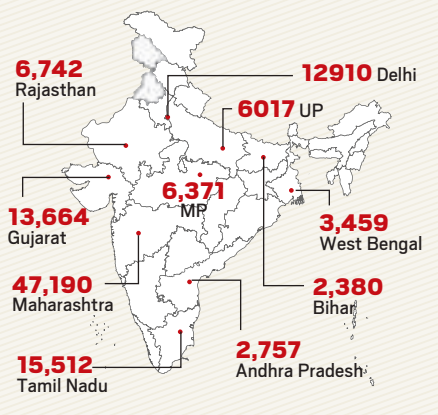 6,742
Rajasthan
12910 Delhi
6017 UP
6,371
MP
13,664
Gujarat
3,459
West Bengal
47,190
Maharashtra
2,380
Bihar
15,512
Tamil Nadu
2,757
Andhra Pradesh